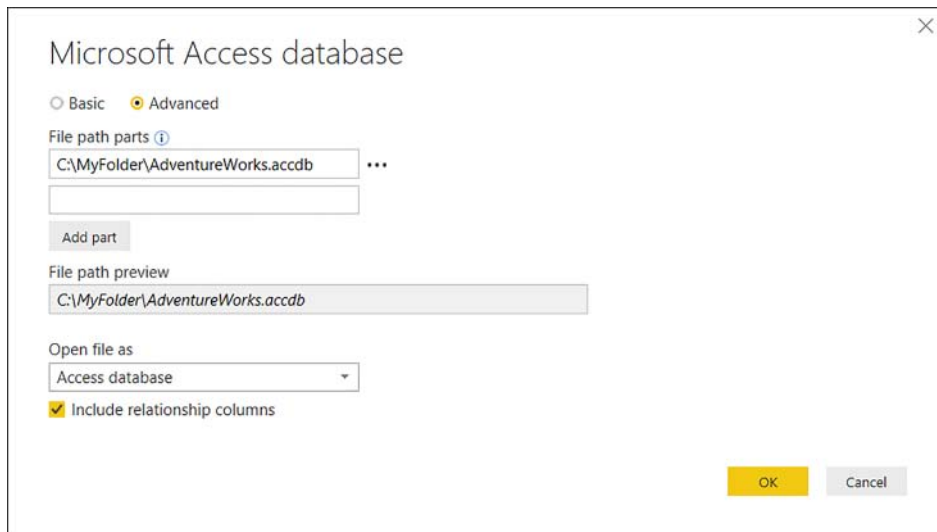 Microsoft Access database
Basic Advanced
File path parts
C:\MyFolder\AdventureWorks.accdb
Add part
File path preview
C:\MyFolder\AdventureWorks.accdb
Open file as
Access database
Include relationship columns
OK Cancel